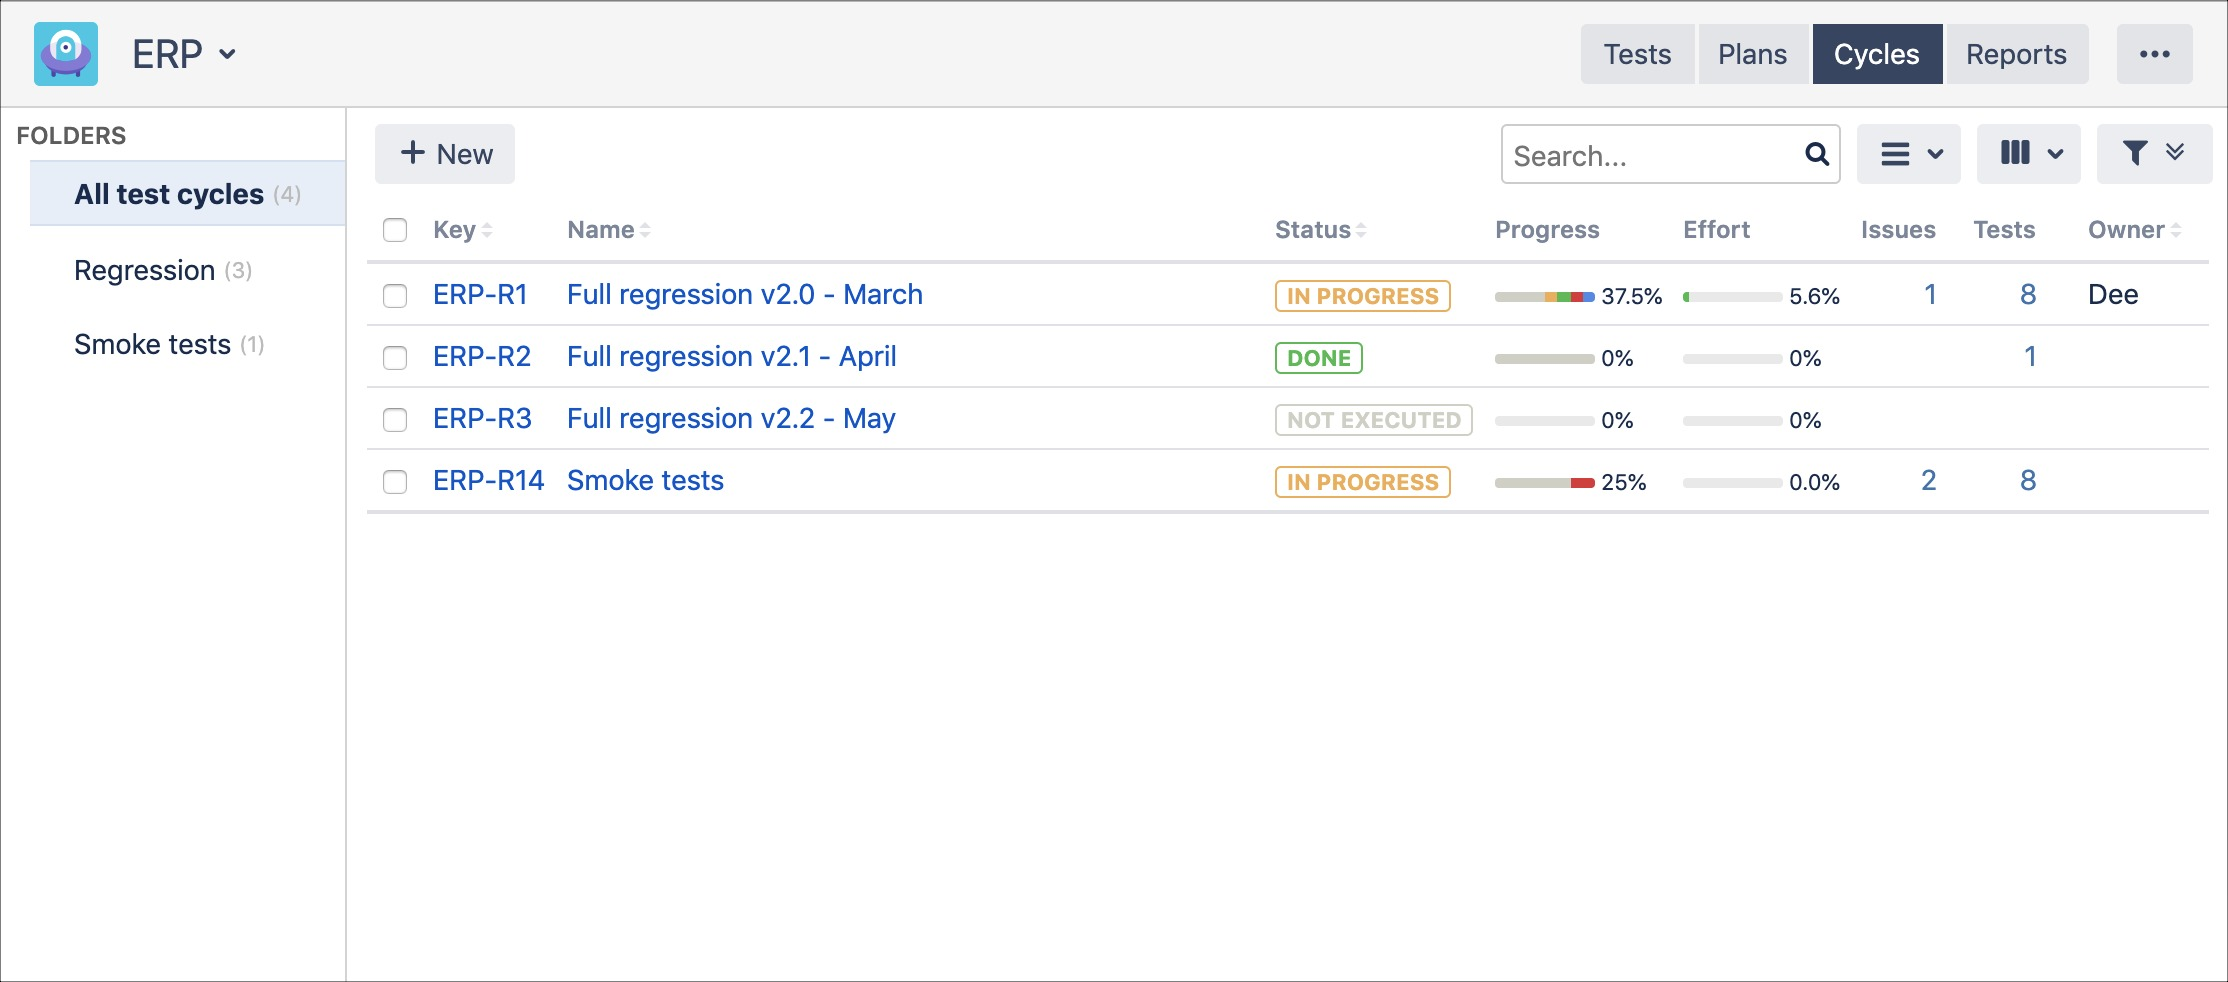 ERP
Tests Plans Cycles Reports
FOLDERS
All test cycles (4)
Regression (3)
Smoke tests (1)
New
Search...
Key Name Status Progress Effort Issues Tests Owner
ERP-R1 Full regression v2.0 - March IN PROGRESS 37.5% 5.6% 1 8 Dee
ERP-R2 Full regression v2.1 - April DONE 0% 0% 1
ERP-R3 Full regression v2.2 - May NOT EXECUTED 0% 0%
ERP-R14 Smoke tests IN PROGRESS 25% 0.0% 2 8